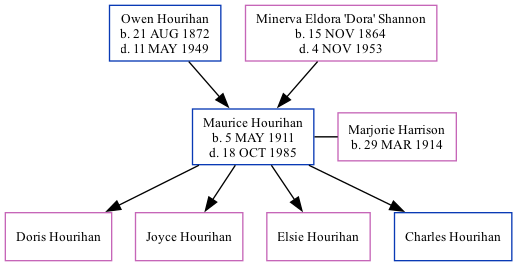 Owen Hourihan
b. 21 AUG 1872
d. 11 MAY 1949
Minerva Eldora 'Dora' Shannon
b. 15 NOV 1864
d. 4 NOV 1953
Maurice Hourihan
b. 5 MAY 1911
d. 18 OCT 1985
Marjorie Harrison
b. 29 MAR 1914
Doris Hourihan
Joyce Hourihan
Elsie Hourihan
Charles Hourihan